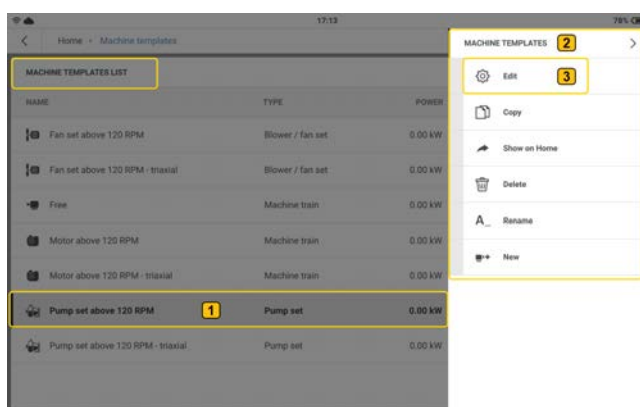 17:13
78%
Home
Machine templates
MACHINE TEMPLATES LIST
NAME TYPE POWER
Fan set above 120 RPM Blower / fan set 0.00 kW
Fan set above 120 RPM - triaxial Blower / fan set 0.00 kW
Free Machine train 0.00 kW
Motor above 120 RPM Machine train 0.00 kW
Motor above 120 RPM - triaxial Machine train 0.00 kW
Pump set above 120 RPM 1 Pump set 0.00 kW
Pump set above 120 RPM - triaxial Pump set 0.00 kW
MACHINE TEMPLATES 2
Edit 3
Copy
Show on Home
Delete
A_ Rename
New